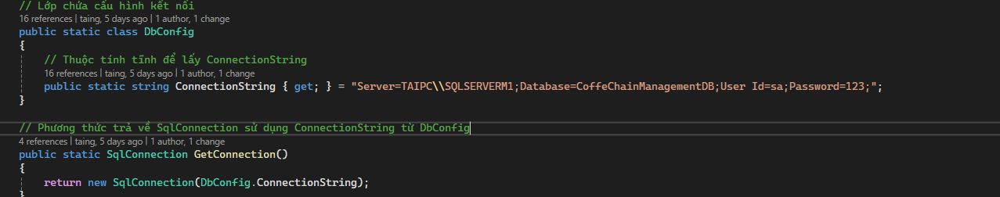 // Lớp chứa cấu hình kết nối
16 references | taing, 5 days ago | 1 author, 1 change
public static class DbConfig
{
// Thuộc tính tĩnh để lấy ConnectionString
16 references | taing, 5 days ago | 1 author, 1 change
public static string ConnectionString { get; } = "Server=TAIPC\\SQLSERVERM1;Database=CoffeChainManagementDB;User Id=sa;Password=123;";
}
// Phương thức trả về SqlConnection sử dụng ConnectionString từ DbConfig
4 references | taing, 5 days ago | 1 author, 1 change
public static SqlConnection GetConnection()
{
return new SqlConnection(DbConfig.ConnectionString);
}